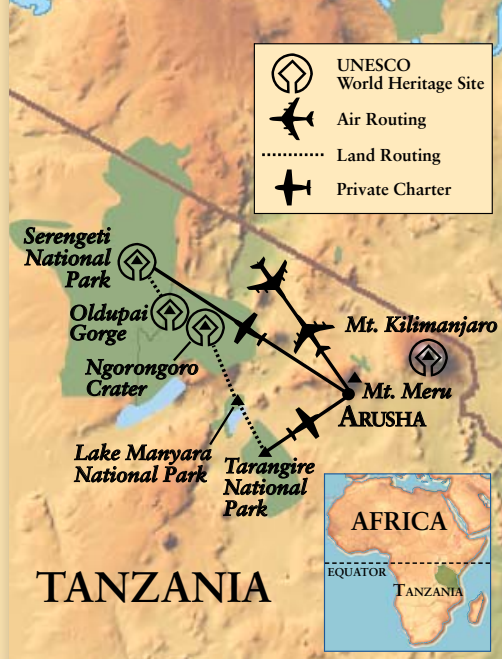 UNESCO
World Heritage Site
Air Routing
Land Routing
Private Charter
Serengeti
National
Park
Oldupai
Gorge
Ngorongoro
Crater
Mt. Kilimanjaro
Mt. Meru
ARUSHA
Lake Manyara
National Park
Tarangire
National
Park
TANZANIA
AFRICA
EQUATOR
TANZANIA